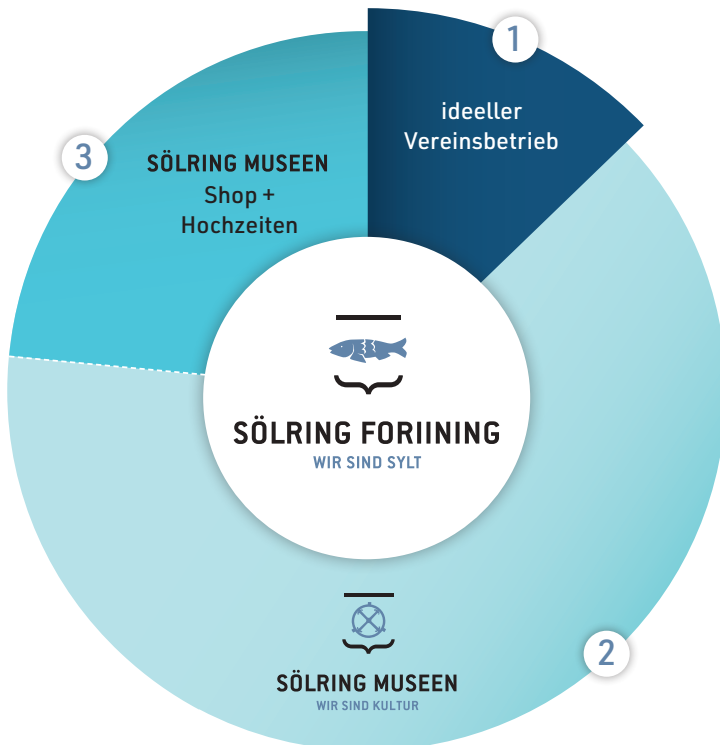 1
ideeller
Vereinsbetrieb
3
SÖLRING MUSEEN
Shop +
Hochzeiten
SÖLRING FORIINING
WIR SIND SYLT
2
SÖLRING MUSEEN
WIR SIND KULTUR